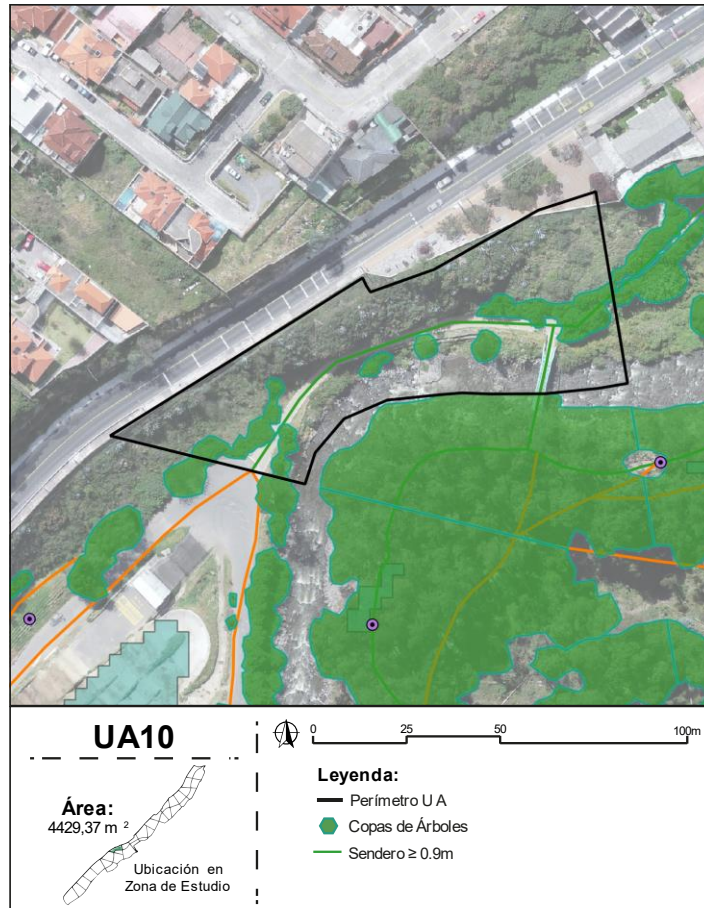 UA10
Área:
4429,37 m ²
Ubicación en
Zona de Estudio
0 25 50 100m
Leyenda:
Perímetro U A
Copas de Árboles
Sendero ≥ 0.9m